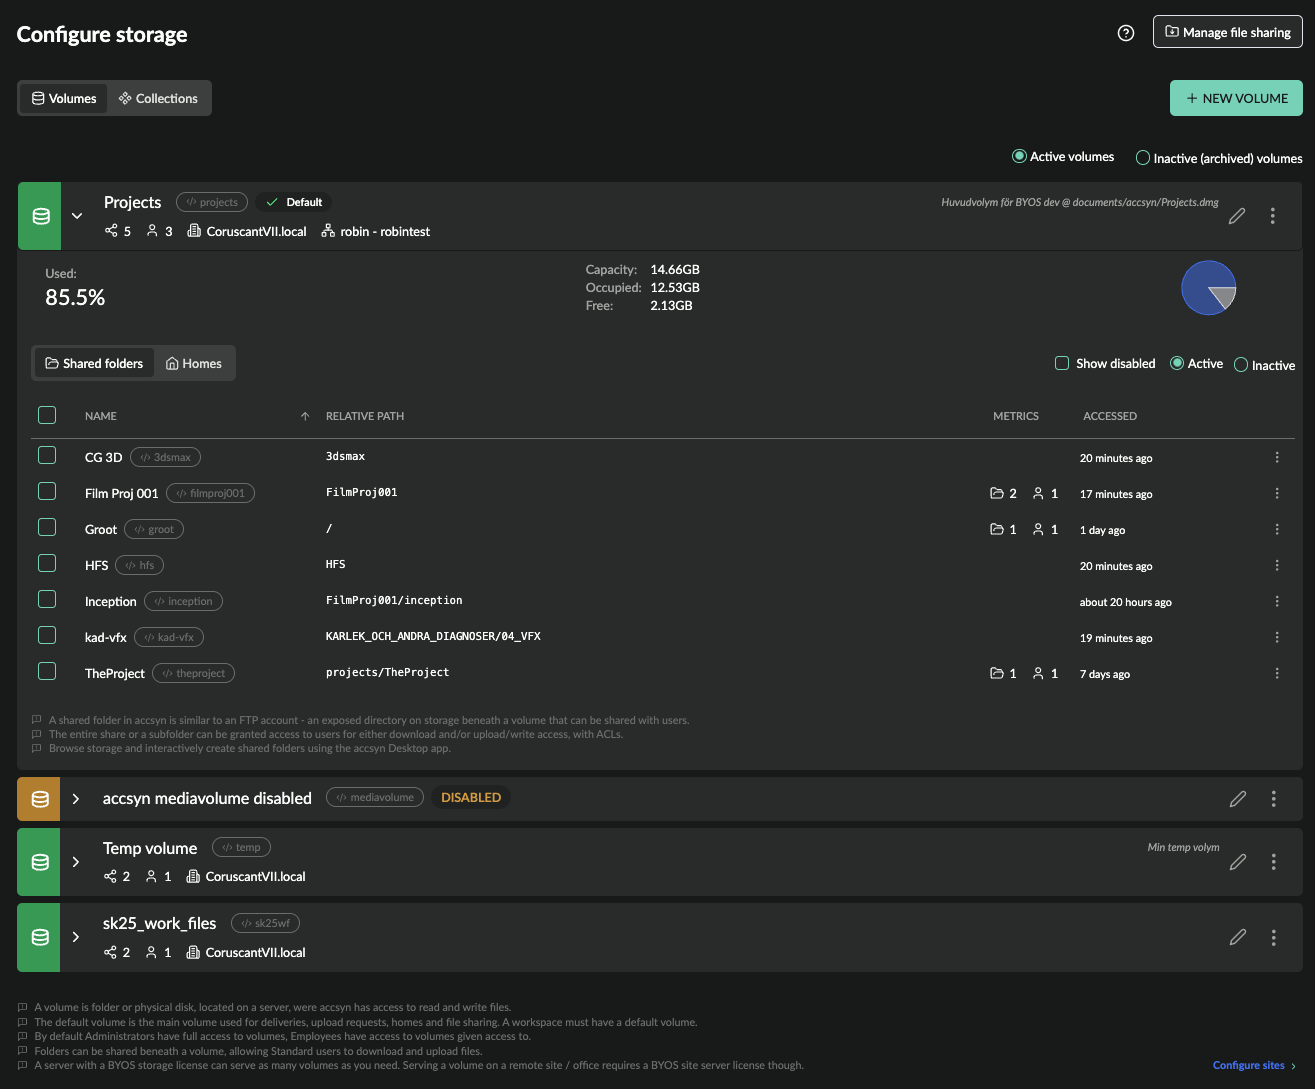 Configure storage
Manage file sharing
Volumes Collections
+ NEW VOLUME
Active volumes Inactive (archived) volumes
Projects </> projects Default
Huvudvolym för BYOS dev @ documents/accsyn/Projects.dmg
5 3 CoruscantVII.local robin - robintest
Used:
85.5%
Capacity: 14.66GB
Occupied: 12.53GB
Free: 2.13GB
Shared folders Homes
Show disabled Active Inactive
NAME RELATIVE PATH METRICS ACCESSED
CG 3D </> 3dsmax 3dsmax 20 minutes ago
Film Proj 001 </> filmproj001 FilmProj001 2 1 17 minutes ago
Groot </> groot / 1 1 1 day ago
HFS </> hfs HFS 20 minutes ago
Inception </> inception FilmProj001/inception about 20 hours ago
kad-vfx </> kad-vfx KARLEK_OCH_ANDRA_DIAGNOSER/04_VFX 19 minutes ago
TheProject </> theproject projects/TheProject 1 1 7 days ago
A shared folder in accsyn is similar to an FTP account - an exposed directory on storage beneath a volume that can be shared with users.
The entire share or a subfolder can be granted access to users for either download and/or upload/write access, with ACLs.
Browse storage and interactively create shared folders using the accsyn Desktop app.
accsyn mediavolume disabled </> mediavolume DISABLED
Temp volume </> temp
Min temp volym
2 1 CoruscantVII.local
sk25_work_files </> sk25wf
2 1 CoruscantVII.local
A volume is folder or physical disk, located on a server, were accsyn has access to read and write files.
The default volume is the main volume used for deliveries, upload requests, homes and file sharing. A workspace must have a default volume.
By default Administrators have full access to volumes, Employees have access to volumes given access to.
Folders can be shared beneath a volume, allowing Standard users to download and upload files.
A server with a BYOS storage license can serve as many volumes as you need. Serving a volume on a remote site / office requires a BYOS site server license though.
Configure sites >